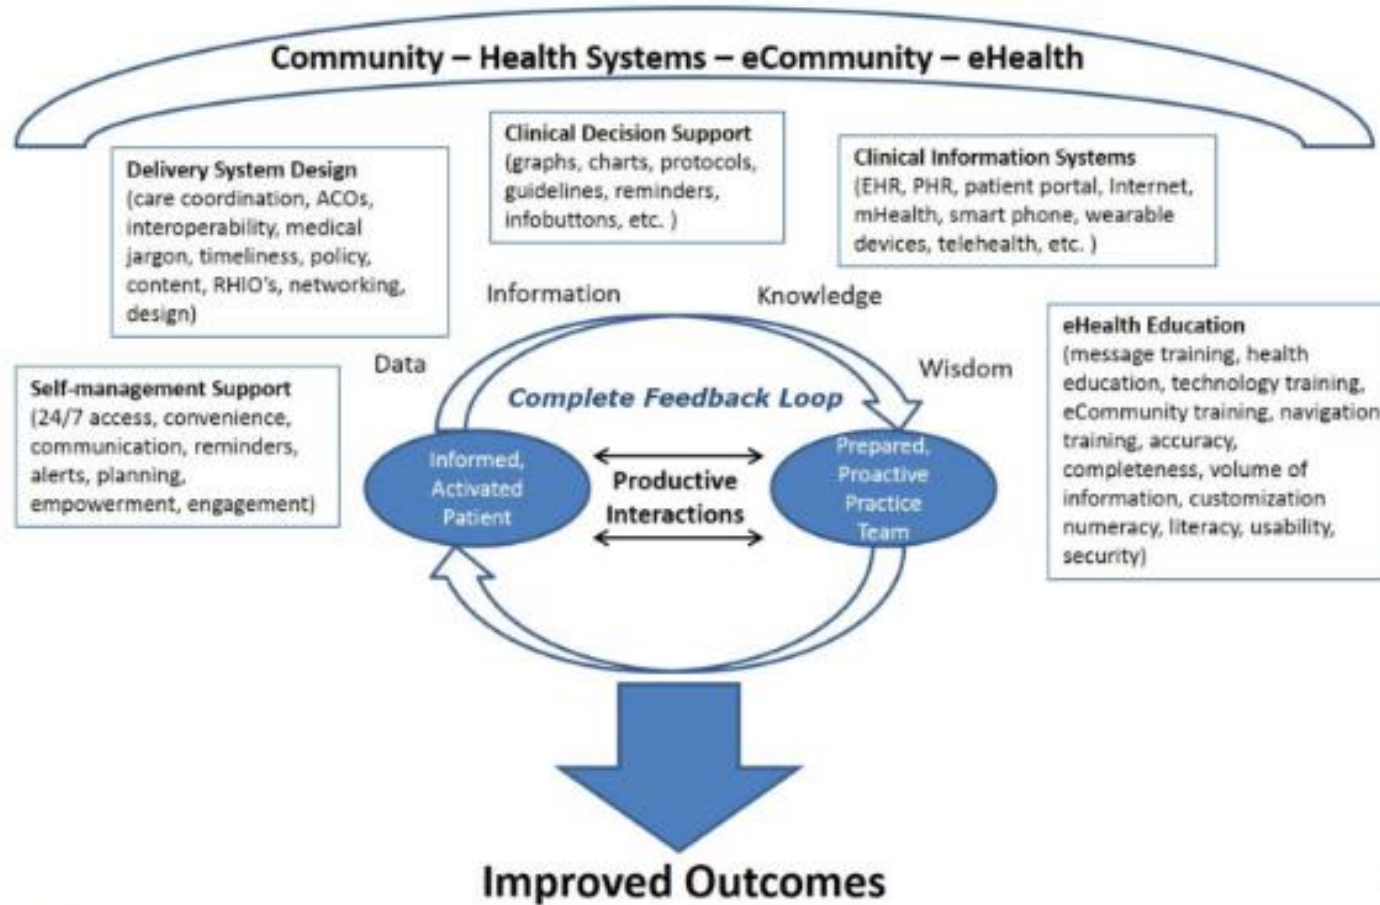 Community – Health Systems – eCommunity – eHealth
Clinical Decision Support
(graphs, charts, protocols,
guidelines, reminders,
infobuttons, etc. )
Clinical Information Systems
(EHR, PHR, patient portal, Internet,
mHealth, smart phone, wearable
devices, telehealth, etc. )
Delivery System Design
(care coordination, ACOs,
interoperability, medical
jargon, timeliness, policy,
content, RHIO's, networking,
design)
Self-management Support
(24/7 access, convenience,
communication, reminders,
alerts, planning,
empowerment, engagement)
eHealth Education
(message training, health
education, technology training,
eCommunity training, navigation
training, accuracy,
completeness, volume of
information, customization
numeracy, literacy, usability,
security)
Data
Information
Knowledge
Wisdom
Complete Feedback Loop
Informed,
Activated
Patient
Productive
Interactions
Prepared,
Proactive
Practice
Team
Improved Outcomes